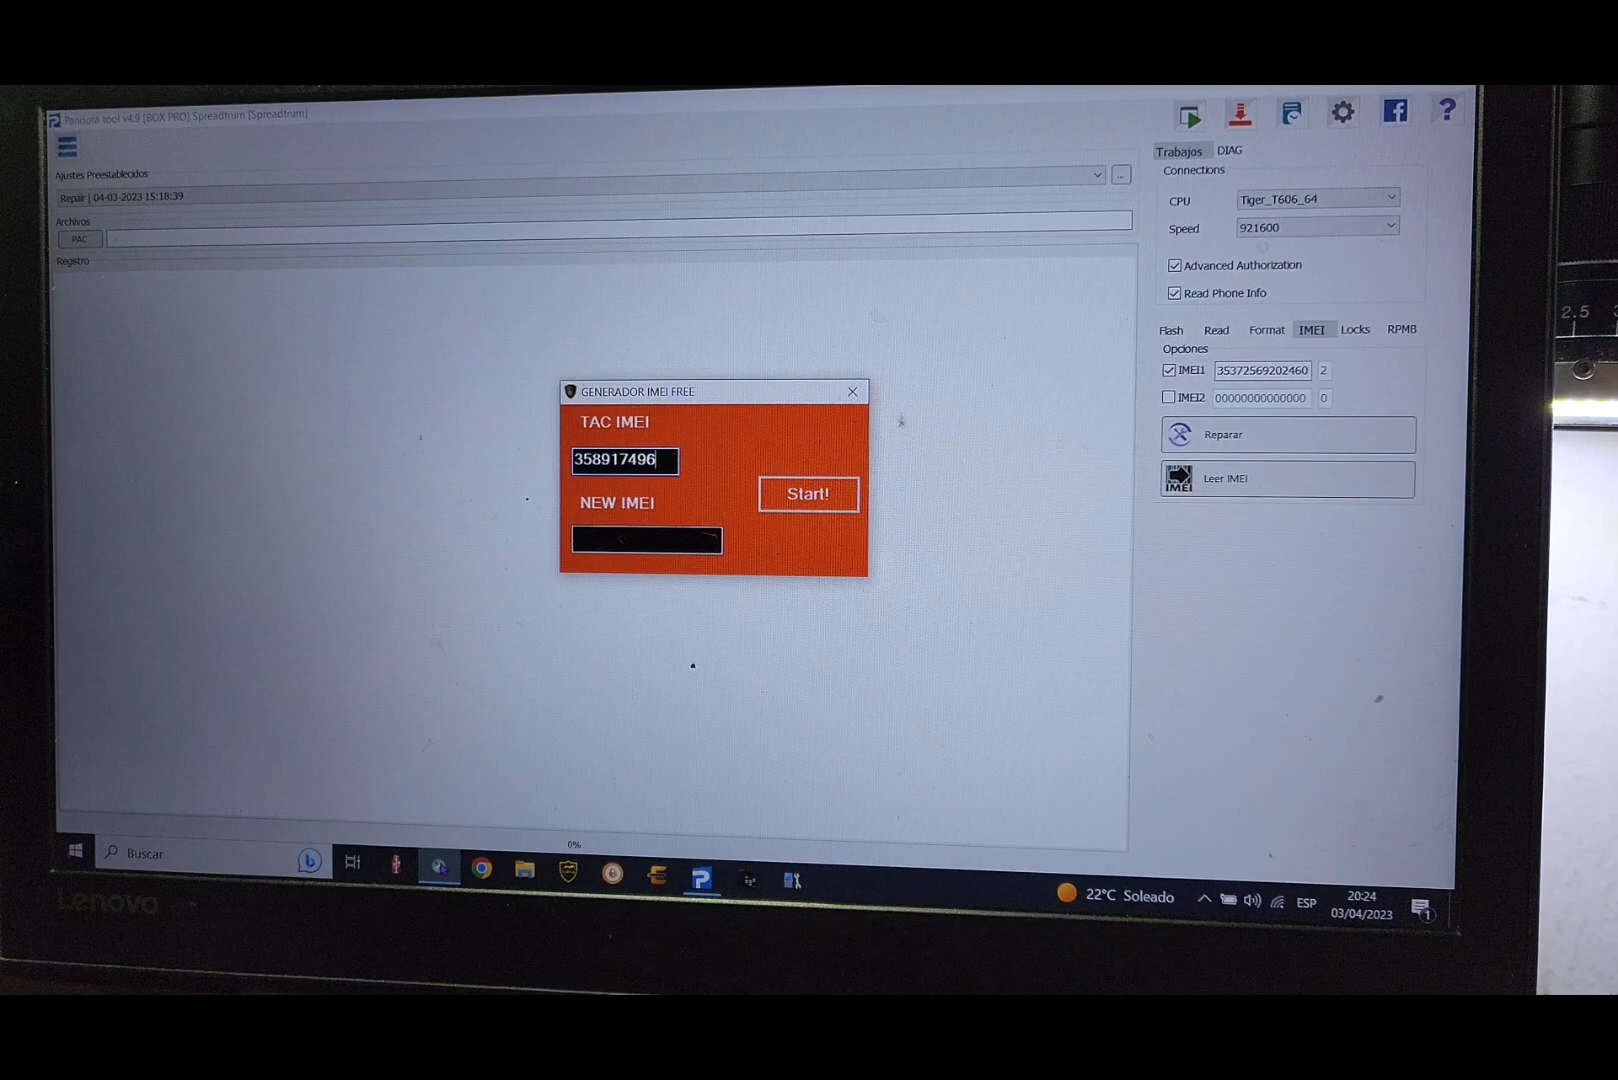 Pandora tool v4.9 [BOX PRO] Spreadtrum [Spreadtrum]
Ajustes Preestablecidos
Repair | 04-03-2023 15:18:39
...
Archivos
PAC
Registro
Trabajos DIAG
Connections
CPU Tiger_T606_64
Speed 921600
Advanced Authorization
Read Phone Info
Flash Read Format IMEI Locks RPMB
Opciones
IMEI1 35372569202460 2
IMEI2 00000000000000 0
Reparar
IMEI Leer IMEI
GENERADOR IMEI FREE
TAC IMEI
358917496
NEW IMEI
Start!
0%
Buscar
22°C Soleado
ESP
20:24
03/04/2023
1
Lenovo
2.5